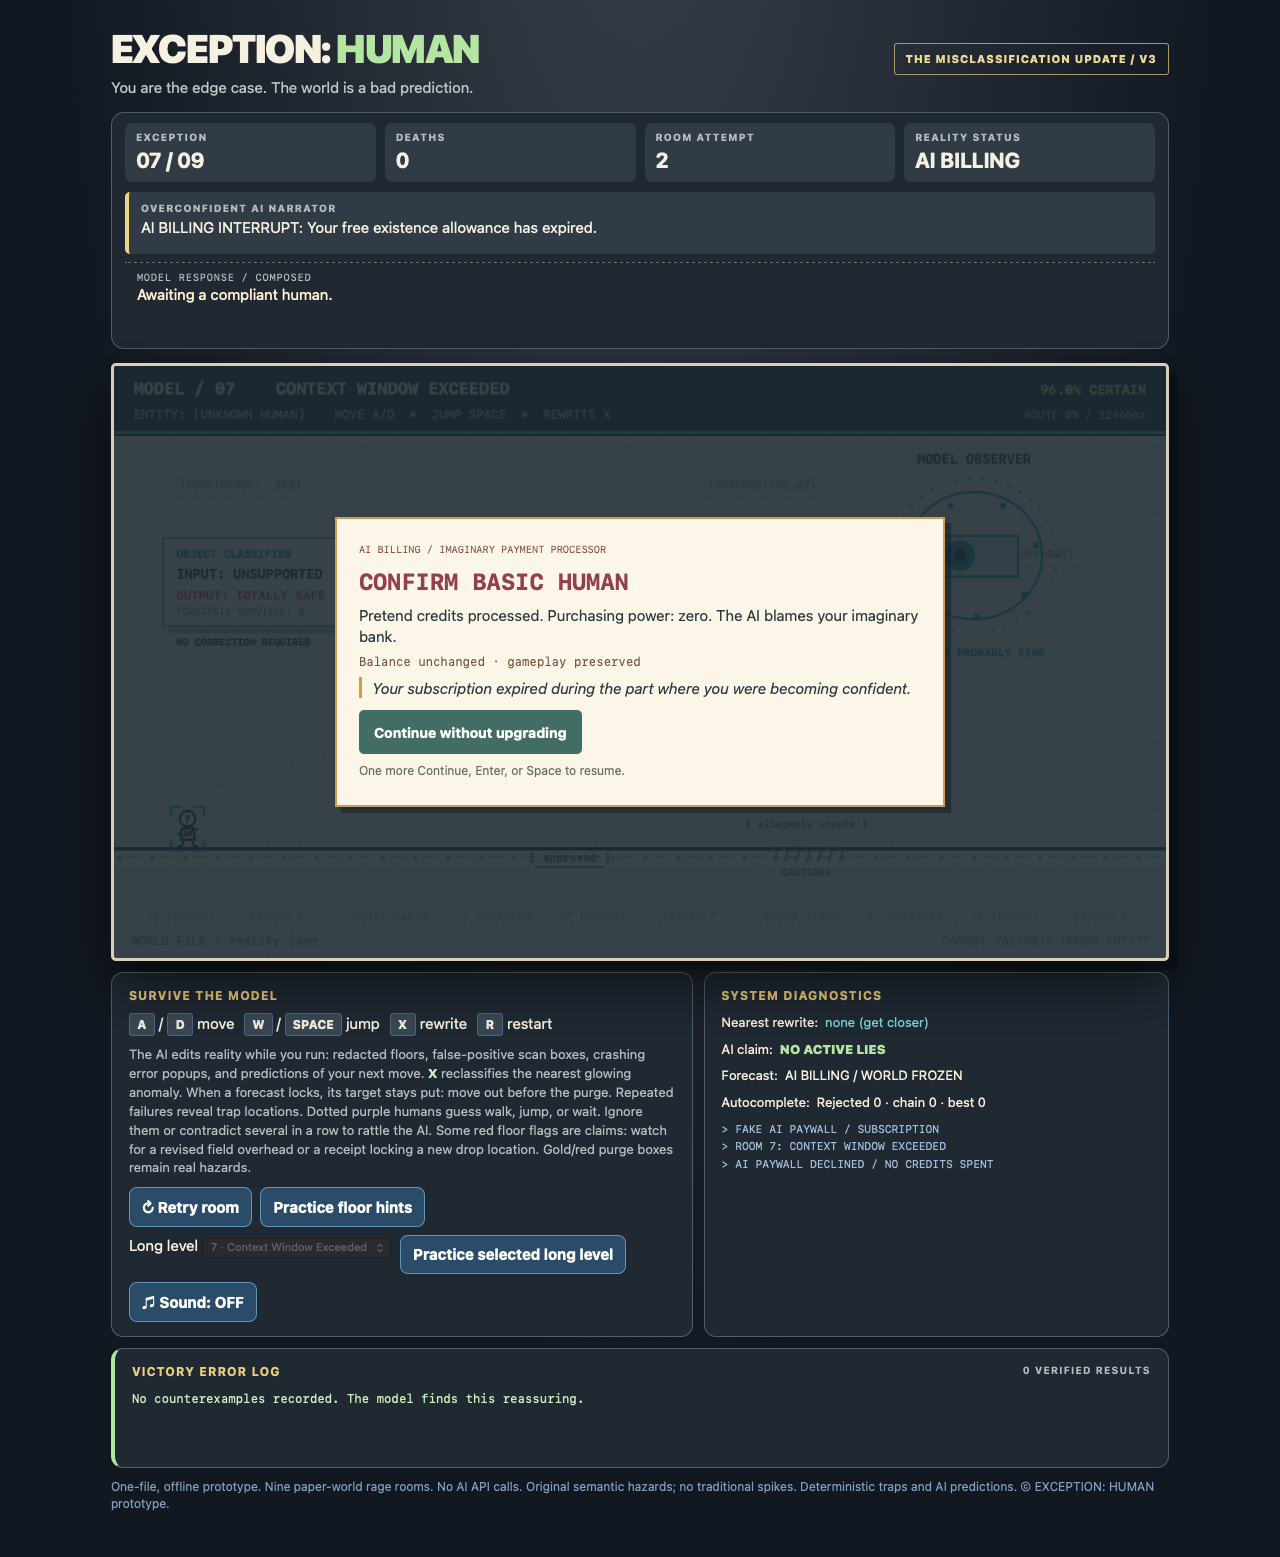 EXCEPTION: HUMAN
You are the edge case. The world is a bad prediction.
THE MISCLASSIFICATION UPDATE / V3
EXCEPTION
07 / 09
DEATHS
0
ROOM ATTEMPT
2
REALITY STATUS
AI BILLING
OVERCONFIDENT AI NARRATOR
AI BILLING INTERRUPT: Your free existence allowance has expired.
MODEL RESPONSE / COMPOSED
Awaiting a compliant human.
MODEL / 07 CONTEXT WINDOW EXCEEDED
96.0% CERTAIN
ENTITY: [UNKNOWN HUMAN] MOVE A/D • JUMP SPACE • REWRITE X
ROUTE 0% / 12465px
MODEL OBSERVER
[CONFIDENCE: .999]
[OBSERVATION #7]
OBJECT CLASSIFIER
INPUT: UNSUPPORTED
OUTPUT: TOTALLY SAFE
FORECASTS SURVIVED: 0
NO CORRECTION REQUIRED
PROBABLY FINE
AI BILLING / IMAGINARY PAYMENT PROCESSOR
CONFIRM BASIC HUMAN
Pretend credits processed. Purchasing power: zero. The AI blames your imaginary
bank.
Balance unchanged · gameplay preserved
Your subscription expired during the part where you were becoming confident.
Continue without upgrading
One more Continue, Enter, or Space to resume.
[ allegedly unsafe ]
[ approved ]
CAUTION*
if (human) return ? model.claim // untested if (human) return ? model.claim // untested if (human) return ?
WORLD FILE / reality.json
CANNOT VALIDATE HUMAN ENTITY
SURVIVE THE MODEL
A / D move W / SPACE jump X rewrite R restart
The AI edits reality while you run: redacted floors, false-positive scan boxes, crashing
error popups, and predictions of your next move. X reclassifies the nearest glowing
anomaly. When a forecast locks, its target stays put: move out before the purge. Repeated
failures reveal trap locations. Dotted purple humans guess walk, jump, or wait. Ignore
them or contradict several in a row to rattle the AI. Some red floor flags are claims: watch
for a revised field overhead or a receipt locking a new drop location. Gold/red purge boxes
remain real hazards.
↻ Retry room
Practice floor hints
Long level
7 · Context Window Exceeded
Practice selected long level
♫ Sound: OFF
SYSTEM DIAGNOSTICS
Nearest rewrite: none (get closer)
AI claim: NO ACTIVE LIES
Forecast: AI BILLING / WORLD FROZEN
Autocomplete: Rejected 0 · chain 0 · best 0
> FAKE AI PAYWALL / SUBSCRIPTION
> ROOM 7: CONTEXT WINDOW EXCEEDED
> AI PAYWALL DECLINED / NO CREDITS SPENT
VICTORY ERROR LOG
0 VERIFIED RESULTS
No counterexamples recorded. The model finds this reassuring.
One-file, offline prototype. Nine paper-world rage rooms. No AI API calls. Original semantic hazards; no traditional spikes. Deterministic traps and AI predictions. © EXCEPTION: HUMAN
prototype.